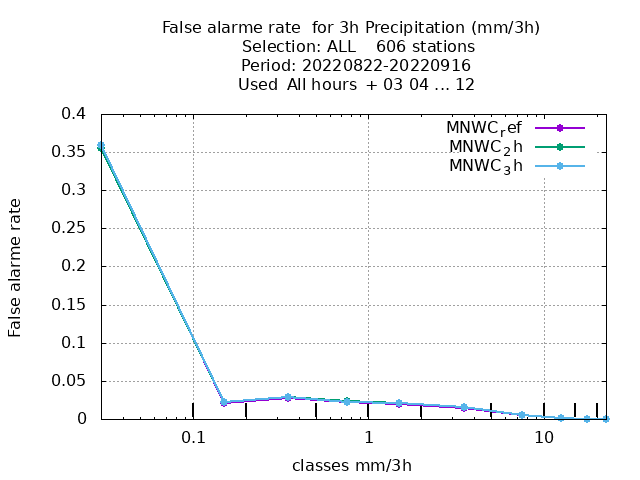 False alarme rate  for 3h Precipitation (mm/3h)
Selection: ALL    606 stations
Period: 20220822-20220916
Used  All hours  + 03 04 ... 12
MNWC_ref
MNWC_2h
MNWC_3h
0.4
0.35
0.3
0.25
0.2
0.15
0.1
0.05
0
False alarme rate
0.1 1 10
classes mm/3h